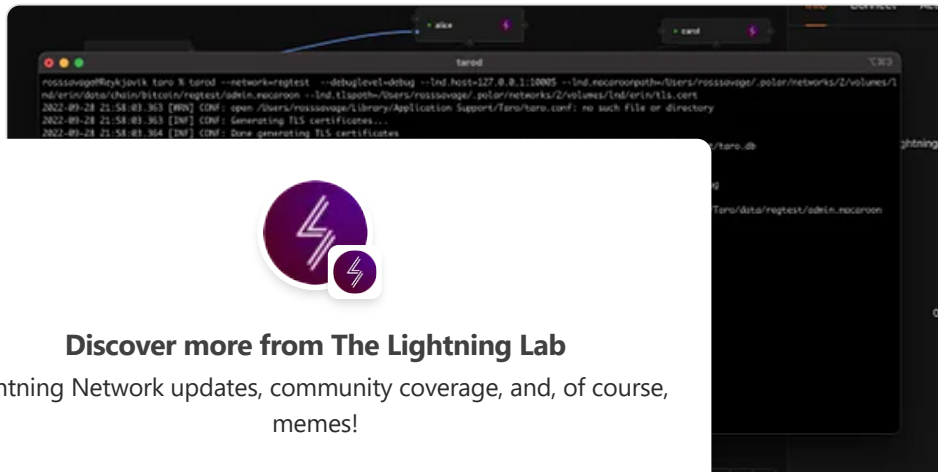 alice
carol
tarod
rosssavage@Reykjavik taro % tarod --network=regtest --debuglevel=debug --lnd.host=127.0.0.1:10005 --lnd.macaroonpath=/Users/rosssavage/.polar/networks/2/volumes/l
nd/erin/data/chain/bitcoin/regtest/admin.macaroon --lnd.tlspath=/Users/rosssavage/.polar/networks/2/volumes/lnd/erin/tls.cert
2022-09-28 21:58:03.363 [WRN] CONF: open /Users/rosssavage/Library/Application Support/Taro/taro.conf: no such file or directory
2022-09-28 21:58:03.363 [INF] CONF: Generating TLS certificates...
2022-09-28 21:58:03.364 [INF] CONF: Done generating TLS certificates
/taro.db
ghtning
g
Taro/data/regtest/admin.macaroon
Discover more from The Lightning Lab
htning Network updates, community coverage, and, of course,
memes!